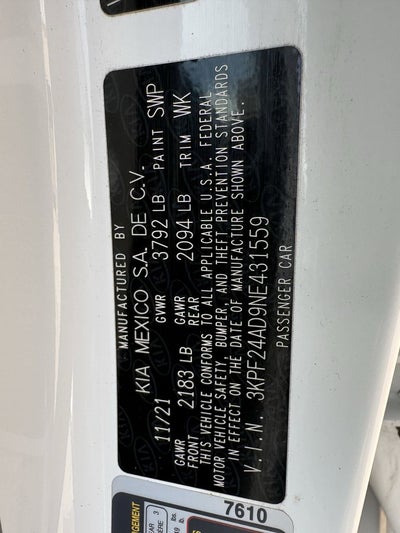 MANUFACTURED BY
KIA MEXICO S.A. DE C.V.
11/21 GVWR 3792 LB PAINT SWP
GAWR FRONT 2183 LB GAWR REAR 2094 LB TRIM WK
THIS VEHICLE CONFORMS TO ALL APPLICABLE U.S.A. FEDERAL
MOTOR VEHICLE SAFETY, BUMPER, AND THEFT PREVENTION STANDARDS
IN EFFECT ON THE DATE OF MANUFACTURE SHOWN ABOVE.
V.I.N. 3KPF24AD9NE431559
PASSENGER CAR
7610